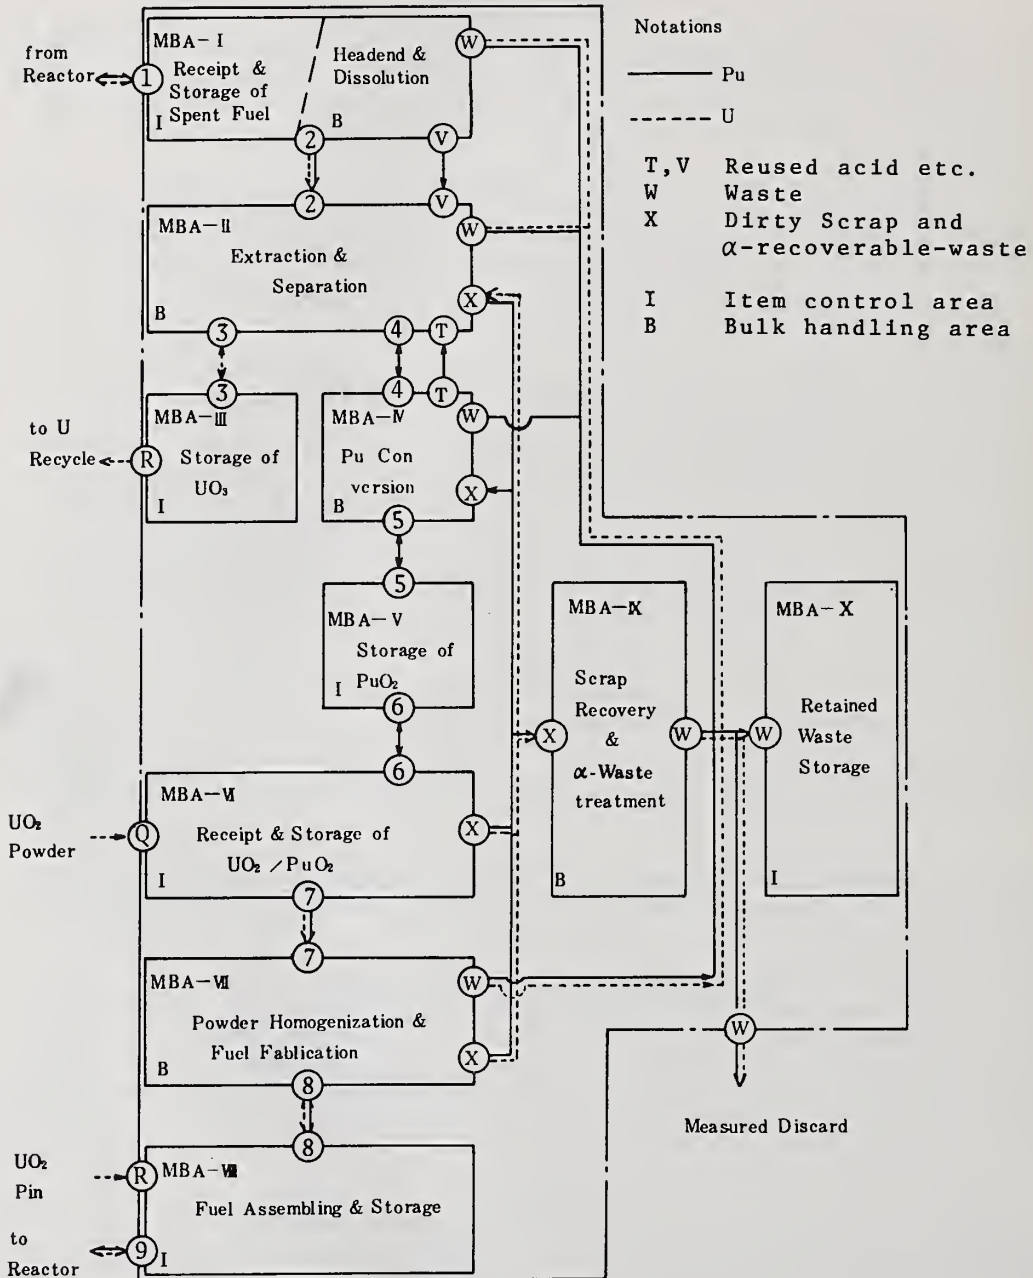 from
Reactor
1
MBA-I
Receipt &
Storage of
Spent Fuel
I
Headend &
Dissolution
B
W
2
V
Notations
Pu
U
T,V Reused acid etc.
W Waste
X Dirty Scrap and
α-recoverable-waste
I Item control area
B Bulk handling area
2
V
MBA-II
Extraction &
Separation
B
W
X
3
4
T
3
4
T
to U
Recycle
R
MBA-III
Storage of
UO₃
I
MBA-IV
Pu Con
version
B
W
X
5
5
MBA-V
Storage of
PuO₂
I
6
MBA-IX
Scrap
Recovery
&
α-Waste
treatment
B
X
W
MBA-X
Retained
Waste
Storage
I
W
6
UO₂
Powder
Q
MBA-VI
Receipt & Storage of
UO₂ / PuO₂
I
X
7
7
MBA-VII
Powder Homogenization &
Fuel Fablication
B
W
X
8
W
Measured Discard
8
UO₂
Pin
R
MBA-VIII
Fuel Assembling & Storage
to
Reactor
9
I